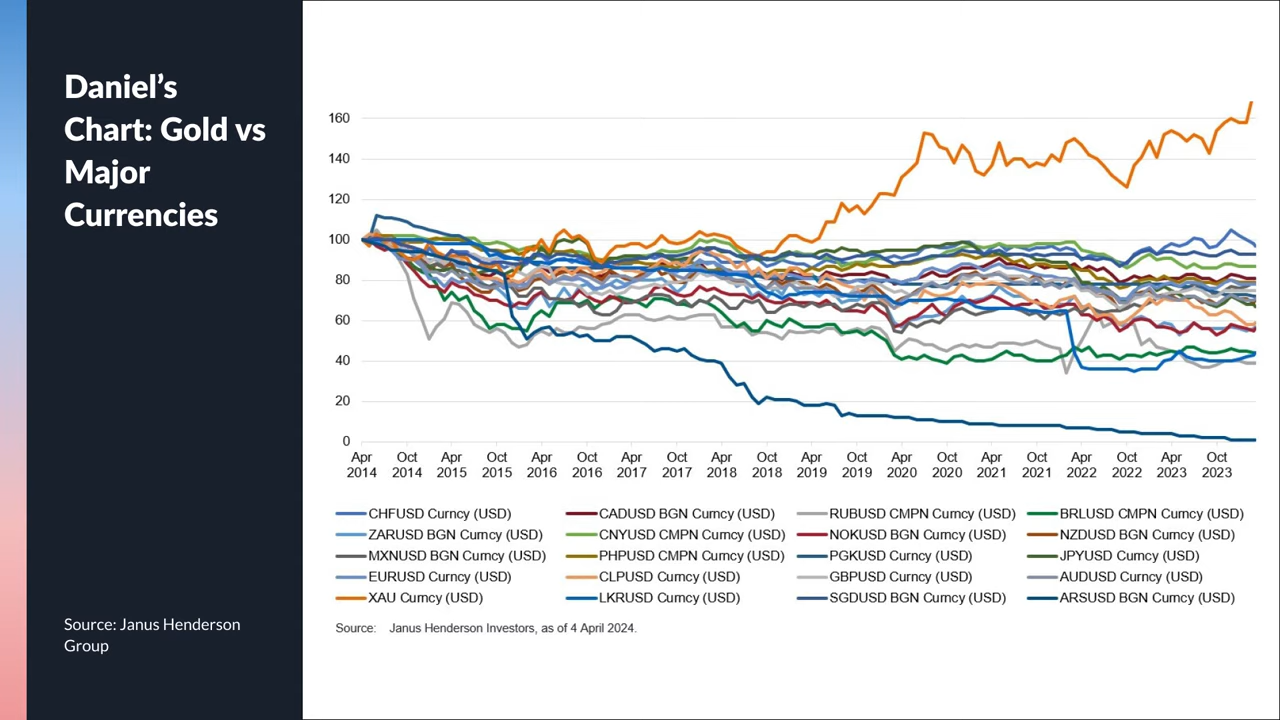 Daniel’s
Chart: Gold vs
Major
Currencies
Source: Janus Henderson
Group
160
140
120
100
80
60
40
20
0
Apr Oct Apr Oct Apr Oct Apr Oct Apr Oct Apr Oct Apr Oct Apr Oct Apr Oct Apr Oct
2014 2014 2015 2015 2016 2016 2017 2017 2018 2018 2019 2019 2020 2020 2021 2021 2022 2022 2023 2023
CHFUSD Curncy (USD) CADUSD BGN Curncy (USD) RUBUSD CMPN Curncy (USD) BRLUSD CMPN Curncy (USD)
ZARUSD BGN Curncy (USD) CNYUSD CMPN Curncy (USD) NOKUSD BGN Curncy (USD) NZDUSD BGN Curncy (USD)
MXNUSD BGN Curncy (USD) PHPUSD CMPN Curncy (USD) PGKUSD Curncy (USD) JPYUSD Curncy (USD)
EURUSD Curncy (USD) CLPUSD Curncy (USD) GBPUSD Curncy (USD) AUDUSD Curncy (USD)
XAU Curncy (USD) LKRUSD Curncy (USD) SGDUSD BGN Curncy (USD) ARSUSD BGN Curncy (USD)
Source: Janus Henderson Investors, as of 4 April 2024.